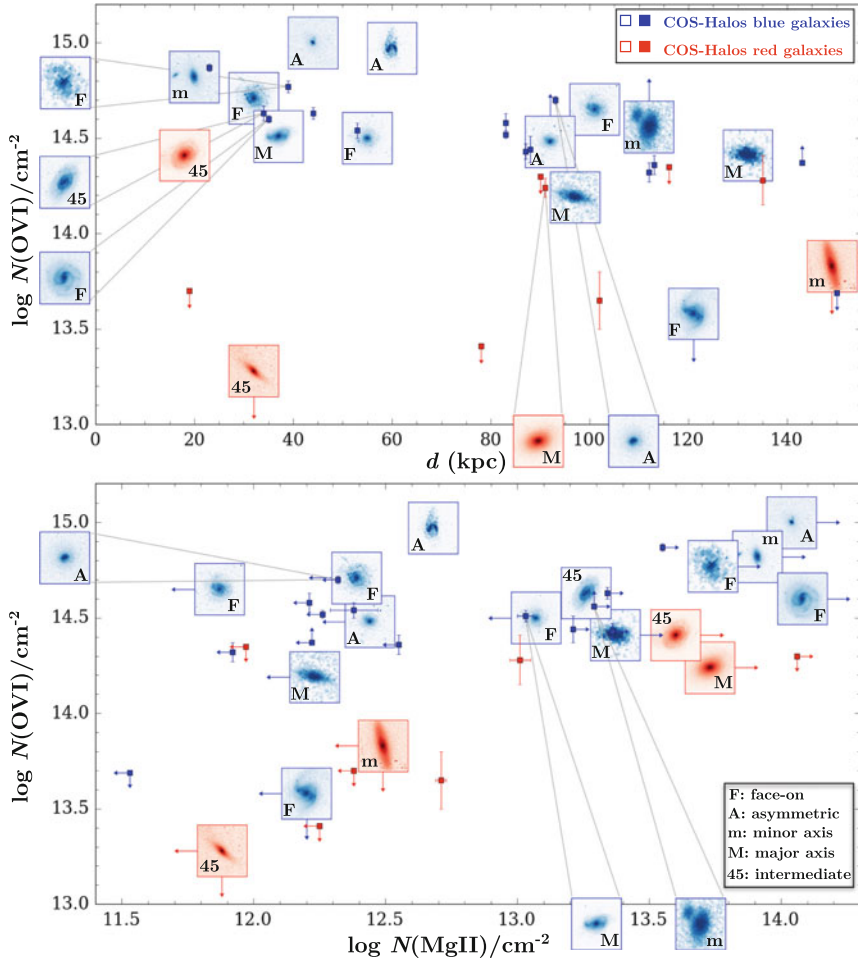 COS-Halos blue galaxies
COS-Halos red galaxies
log N(OVI)/cm⁻²
15.0
14.5
14.0
13.5
13.0
F
45
F
m
F
45
M
A
A
F
45
A
F
M
m
M
F
m
M
A
0 20 40 60 80 100 120 140
d (kpc)
log N(OVI)/cm⁻²
15.0
14.5
14.0
13.5
13.0
A
F
F
A
A
M
m
F
45
F
45
M
45
M
F
m
A
F
M
m
F: face-on
A: asymmetric
m: minor axis
M: major axis
45: intermediate
11.5 12.0 12.5 13.0 13.5 14.0
log N(MgII)/cm⁻²